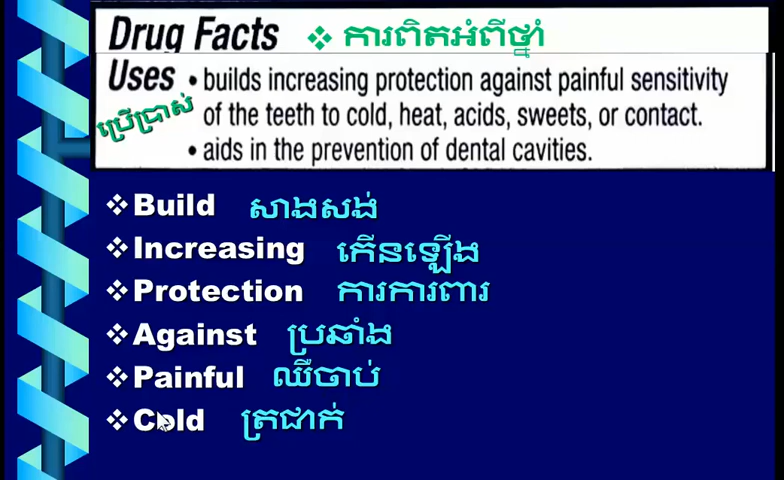 Drug Facts ❖ ការពិតអំពីថ្នាំ
Uses • builds increasing protection against painful sensitivity
ប្រើប្រាស់ of the teeth to cold, heat, acids, sweets, or contact.
• aids in the prevention of dental cavities.
❖Build សាងសង់
❖Increasing កើនឡើង
❖Protection ការការពារ
❖Against ប្រឆាំង
❖Painful ឈឺចាប់
❖Cold ត្រជាក់